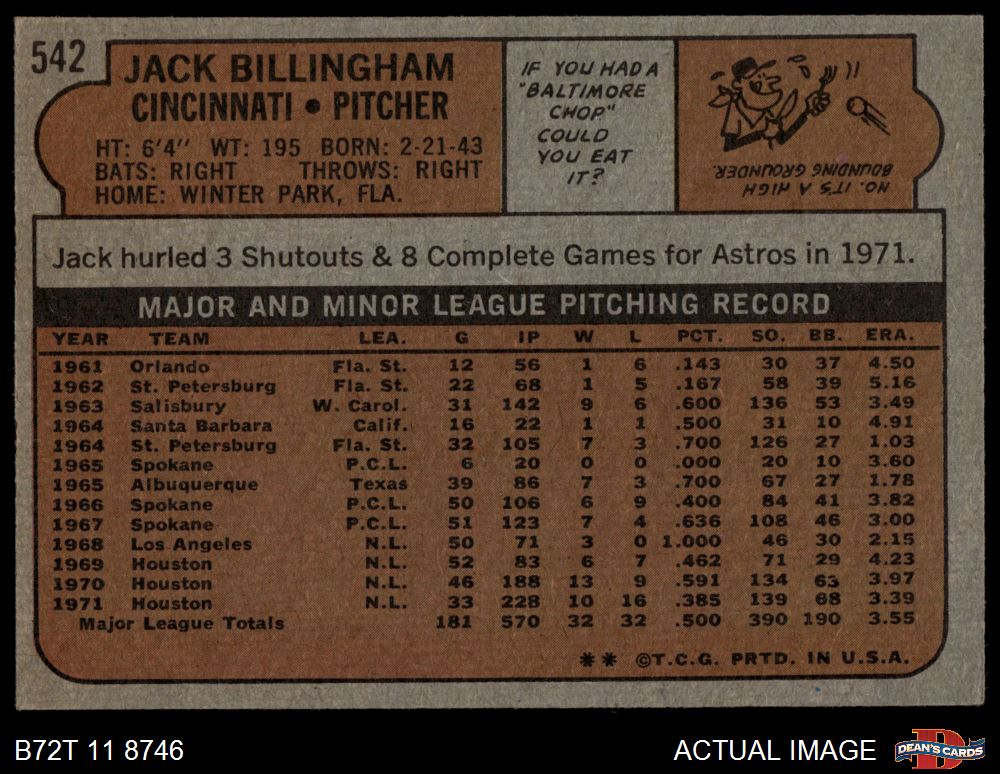 542
JACK BILLINGHAM
CINCINNATI • PITCHER
HT: 6'4" WT: 195 BORN: 2-21-43
BATS: RIGHT THROWS: RIGHT
HOME: WINTER PARK, FLA.
IF YOU HAD A
"BALTIMORE
CHOP"
COULD
YOU EAT
IT?
NO. IT'S A HIGH
BOUNDING GROUNDER.
Jack hurled 3 Shutouts & 8 Complete Games for Astros in 1971.
MAJOR AND MINOR LEAGUE PITCHING RECORD
YEAR TEAM LEA. G IP W L PCT. SO. BB. ERA.
1961 Orlando Fla. St. 12 56 1 6 .143 30 37 4.50
1962 St. Petersburg Fla. St. 22 68 1 5 .167 58 39 5.16
1963 Salisbury W. Carol. 31 142 9 6 .600 136 53 3.49
1964 Santa Barbara Calif. 16 22 1 1 .500 31 10 4.91
1964 St. Petersburg Fla. St. 32 105 7 3 .700 126 27 1.03
1965 Spokane P.C.L. 6 20 0 0 .000 20 10 3.60
1965 Albuquerque Texas 39 86 7 3 .700 67 27 1.78
1966 Spokane P.C.L. 50 106 6 9 .400 84 41 3.82
1967 Spokane P.C.L. 51 123 7 4 .636 108 46 3.00
1968 Los Angeles N.L. 50 71 3 0 1.000 46 30 2.15
1969 Houston N.L. 52 83 6 7 .462 71 29 4.23
1970 Houston N.L. 46 188 13 9 .591 134 63 3.97
1971 Houston N.L. 33 228 10 16 .385 139 68 3.39
Major League Totals 181 570 32 32 .500 390 190 3.55
** ©T.C.G. PRTD. IN U.S.A.
B72T 11 8746
ACTUAL IMAGE
D
DEAN'S CARDS